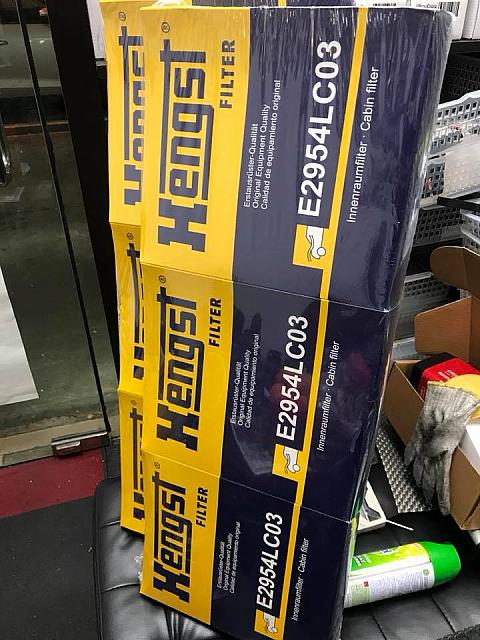 Hengst
FILTER
Erstausrüster-Qualität
Original Equipment Quality
Calidad de equipamiento original
E2954LC03
Innenraumfilter · Cabin filter
Hengst
FILTER
Erstausrüster-Qualität
Original Equipment Quality
Calidad de equipamiento original
E2954LC03
Innenraumfilter · Cabin filter
Hengst
FILTER
Erstausrüster-Qualität
Original Equipment Quality
Calidad de equipamiento original
E2954LC03
Innenraumfilter · Cabin filter
Hengst